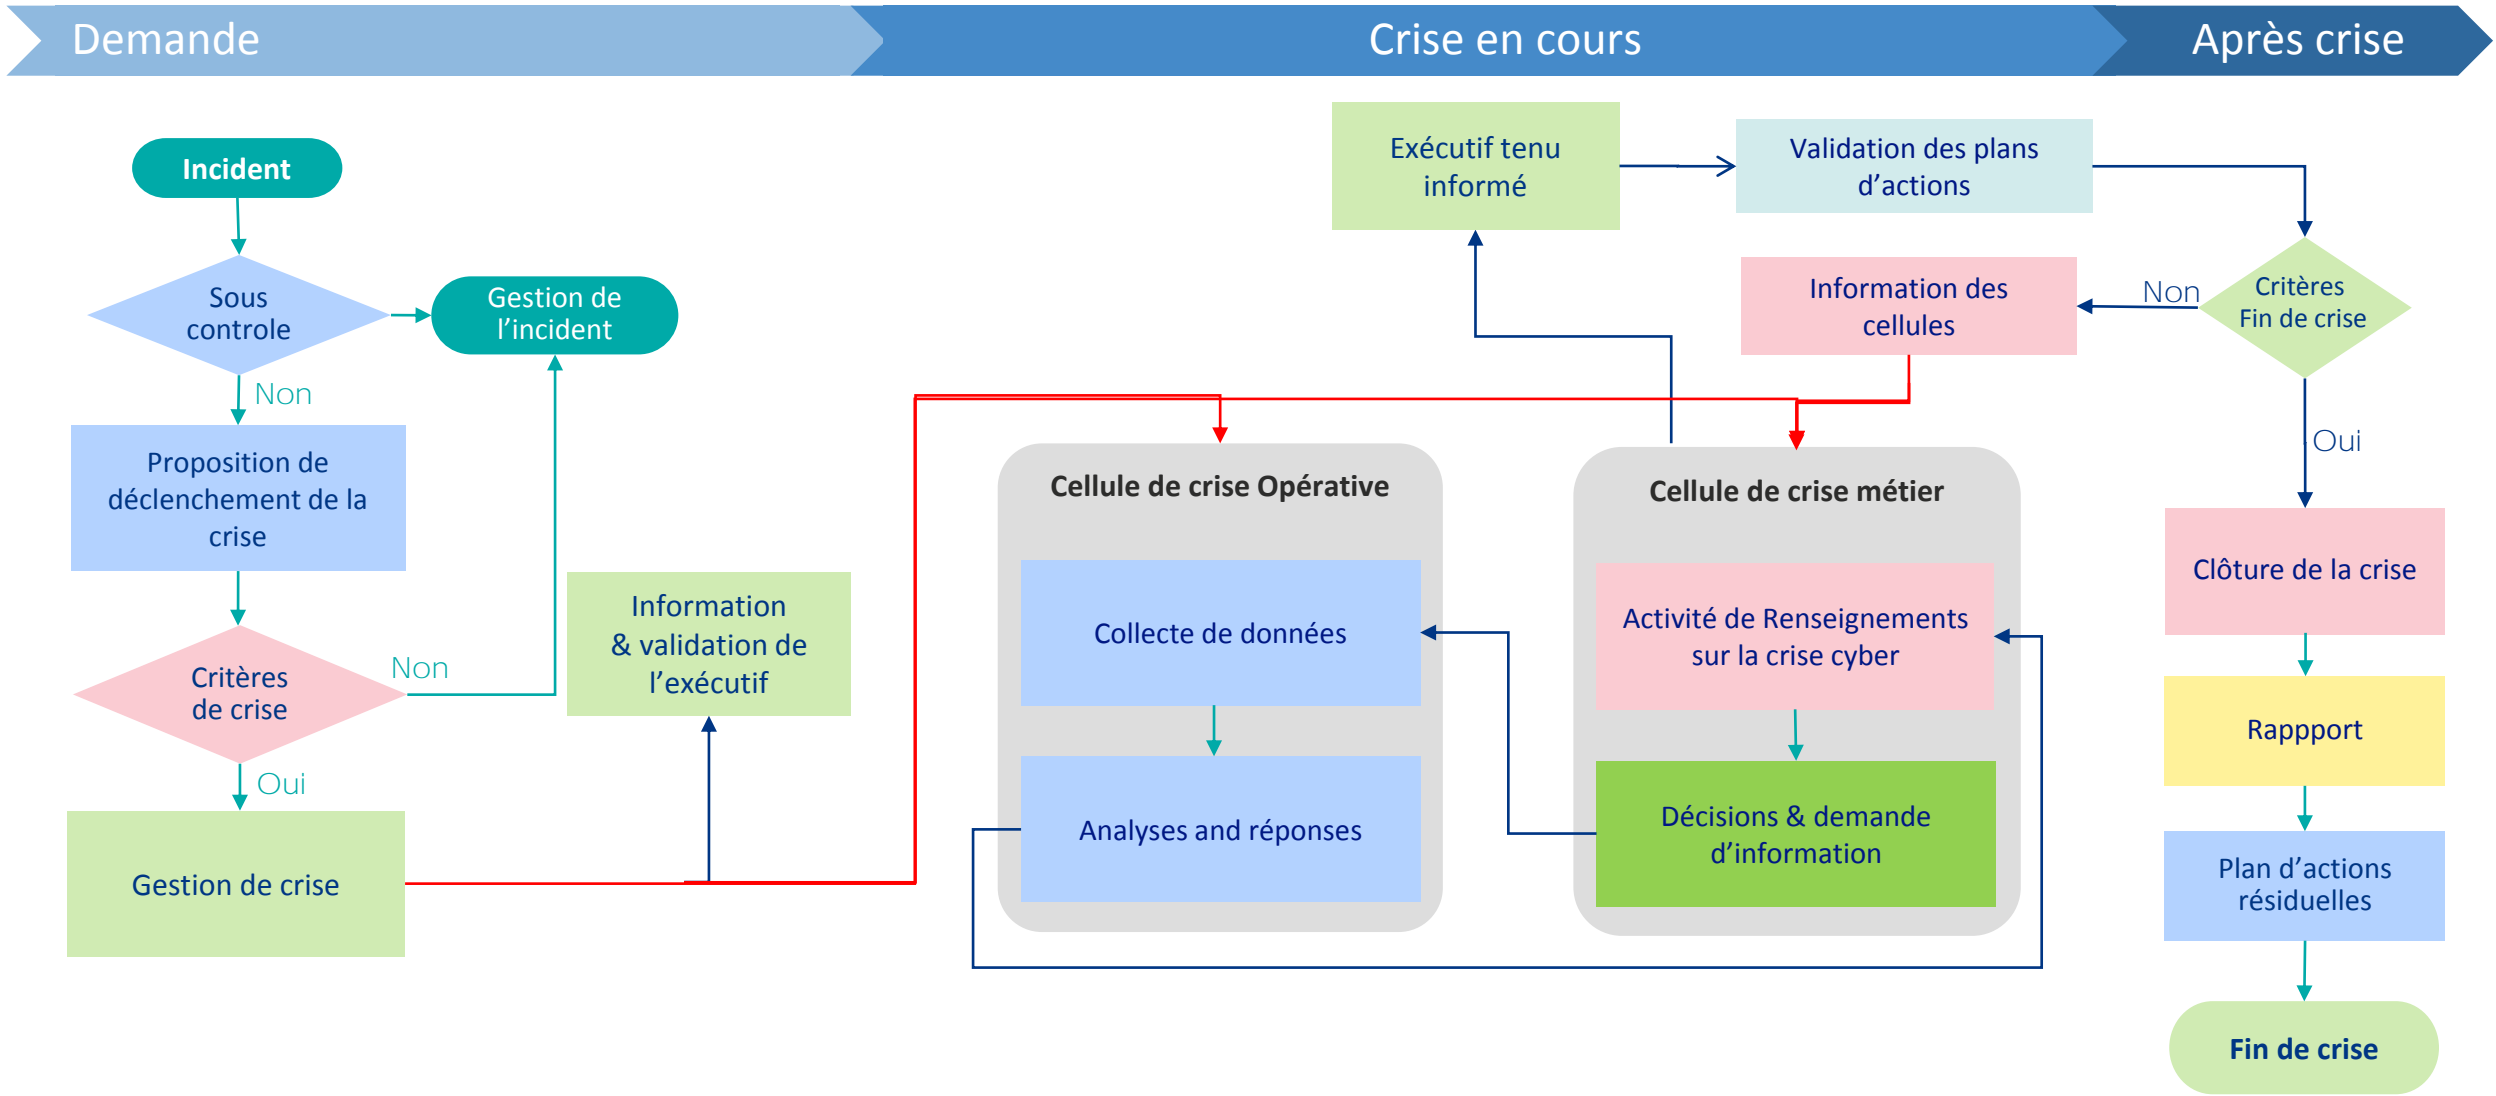 Demande
Crise en cours
Après crise
Incident
Sous
controle
Gestion de
l'incident
Non
Proposition de
déclenchement de la
crise
Critères
de crise
Non
Oui
Gestion de crise
Information
& validation de
l'exécutif
Exécutif tenu
informé
Validation des plans
d'actions
Information des
cellules
Non
Critères
Fin de crise
Oui
Cellule de crise Opérative
Collecte de données
Analyses and réponses
Cellule de crise métier
Activité de Renseignements
sur la crise cyber
Décisions & demande
d'information
Clôture de la crise
Rappport
Plan d'actions
résiduelles
Fin de crise